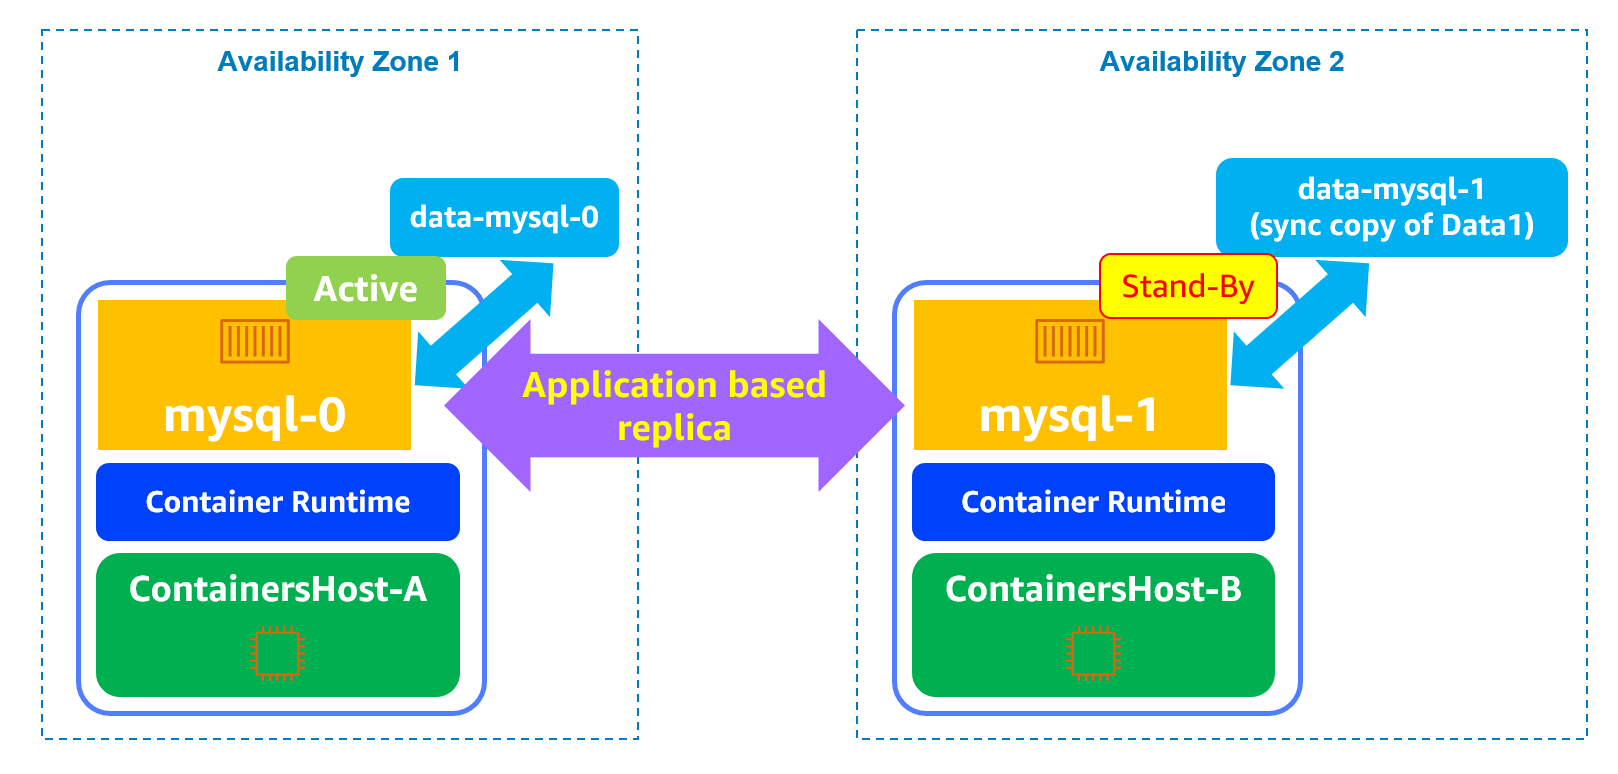 Availability Zone 1
data-mysql-0
Active
mysql-0
Container Runtime
ContainersHost-A
Application based
replica
Availability Zone 2
data-mysql-1
(sync copy of Data1)
Stand-By
mysql-1
Container Runtime
ContainersHost-B